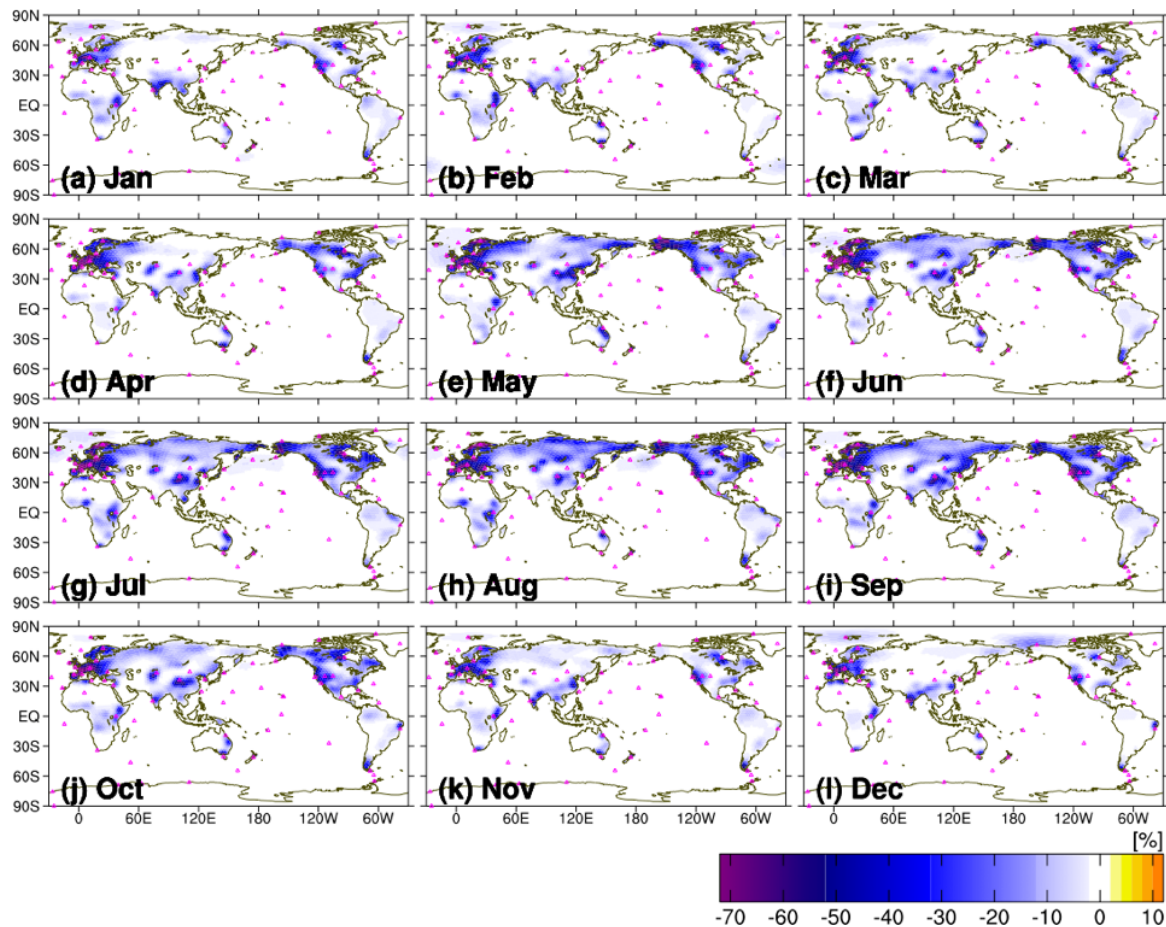 90N
60N
30N
EQ
30S
60S
90S
(a) Jan
(b) Feb
(c) Mar
90N
60N
30N
EQ
30S
60S
90S
(d) Apr
(e) May
(f) Jun
90N
60N
30N
EQ
30S
60S
90S
(g) Jul
(h) Aug
(i) Sep
90N
60N
30N
EQ
30S
60S
90S
(j) Oct
(k) Nov
(l) Dec
0 60E 120E 180 120W 60W 0 60E 120E 180 120W 60W 0 60E 120E 180 120W 60W
[%]
-70 -60 -50 -40 -30 -20 -10 0 10